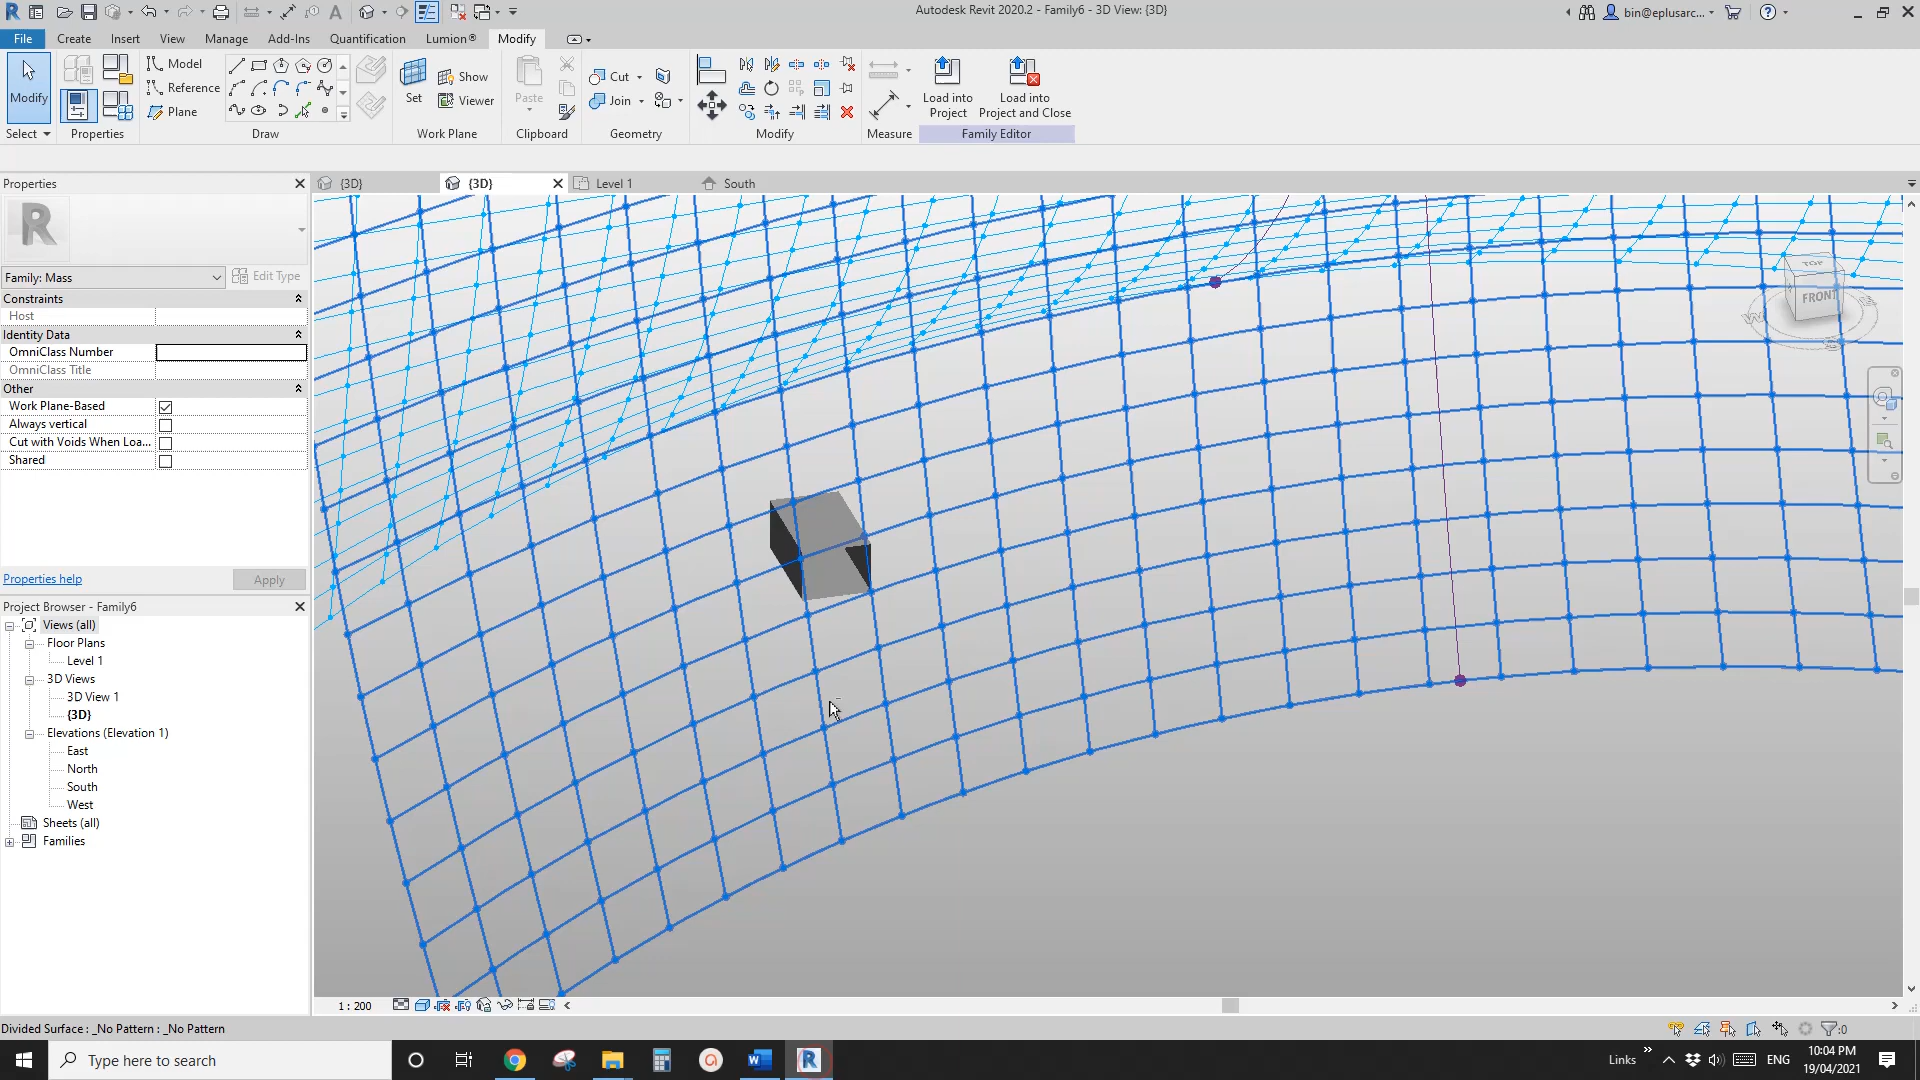 Autodesk Revit 2020.2 - Family6 - 3D View: {3D}
bin@eplusarc...
File Create Insert View Manage Add-Ins Quantification Lumion® Modify
Modify
Select
Properties
Model
Reference
Plane
Draw
Set
Show
Viewer
Work Plane
Paste
Clipboard
Cut
Join
Geometry
Modify
Measure
Load into
Project
Load into
Project and Close
Family Editor
Properties
{3D} {3D} Level 1 South
R
Family: Mass
Edit Type
Constraints
Host
Identity Data
OmniClass Number
OmniClass Title
Other
Work Plane-Based
Always vertical
Cut with Voids When Loa...
Shared
Properties help
Apply
Project Browser - Family6
Views (all)
Floor Plans
Level 1
3D Views
3D View 1
{3D}
Elevations (Elevation 1)
East
North
South
West
Sheets (all)
Families
TOP
FRONT
W
1 : 200
Divided Surface : _No Pattern : _No Pattern
:0
Type here to search
Links
ENG
10:04 PM
19/04/2021